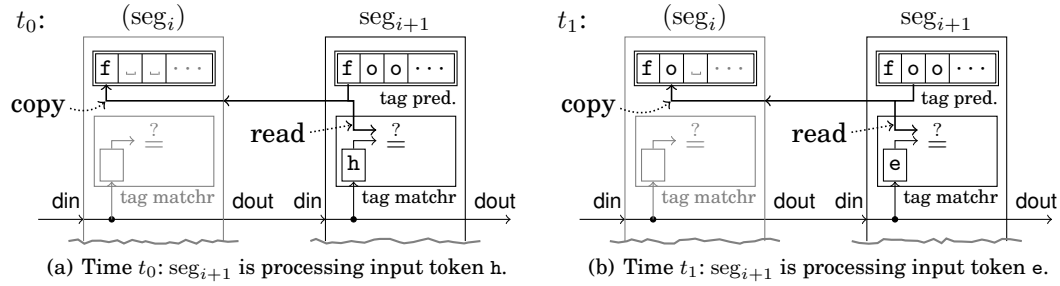 t₀: (segᵢ) segᵢ₊₁
f ␣ ␣ ··· f o o ···
copy tag pred.
read ? ?
h
tag matchr tag matchr
din dout din dout
(a) Time t₀: segᵢ₊₁ is processing input token h.
t₁: (segᵢ) segᵢ₊₁
f o ␣ ··· f o o ···
copy tag pred.
read ? ?
e
tag matchr tag matchr
din dout din dout
(b) Time t₁: segᵢ₊₁ is processing input token e.